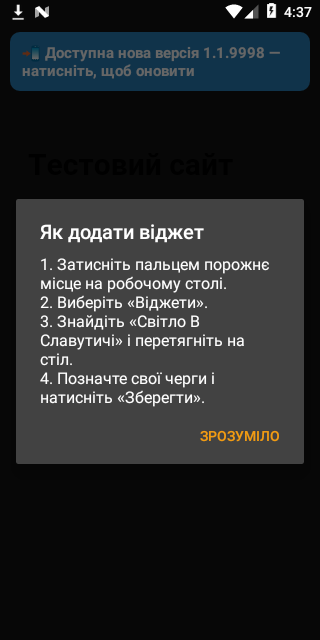 4:37
📲 Доступна нова версія 1.1.9998 —
натисніть, щоб оновити
Тестовий сайт
Як додати віджет
1. Затисніть пальцем порожнє
місце на робочому столі.
2. Виберіть «Віджети».
3. Знайдіть «Світло В
Славутичі» і перетягніть на
стіл.
4. Позначте свої черги і
натисніть «Зберегти».
ЗРОЗУМІЛО